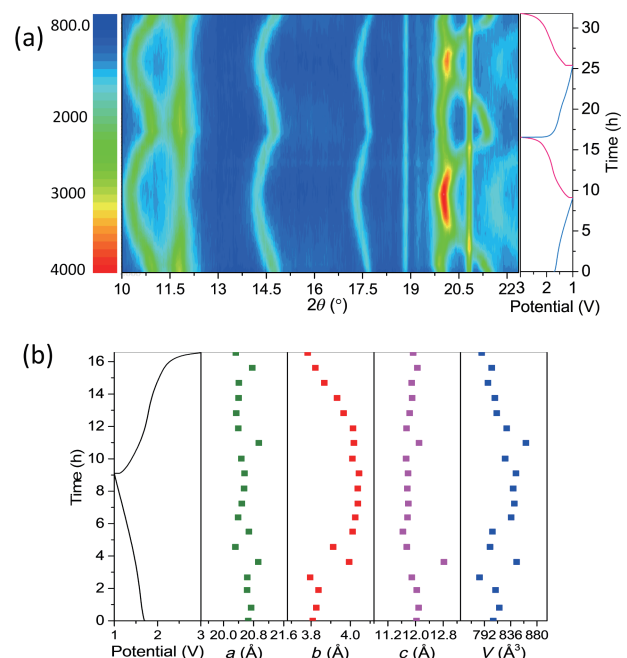 (a)
800.0
2000
3000
4000
10 11.5 13 14.5 16 17.5 19 20.5 22
2θ (°)
35
30
25
20
15
10
5
0
Time (h)
3 2 1
Potential (V)
(b)
16
14
12
10
8
6
4
2
0
Time (h)
1 2 3
Potential (V)
20.0 20.8 21.6
a (Å)
3.8 4.0
b (Å)
11.2 12.0 12.8
c (Å)
792 836 880
V (Å³)